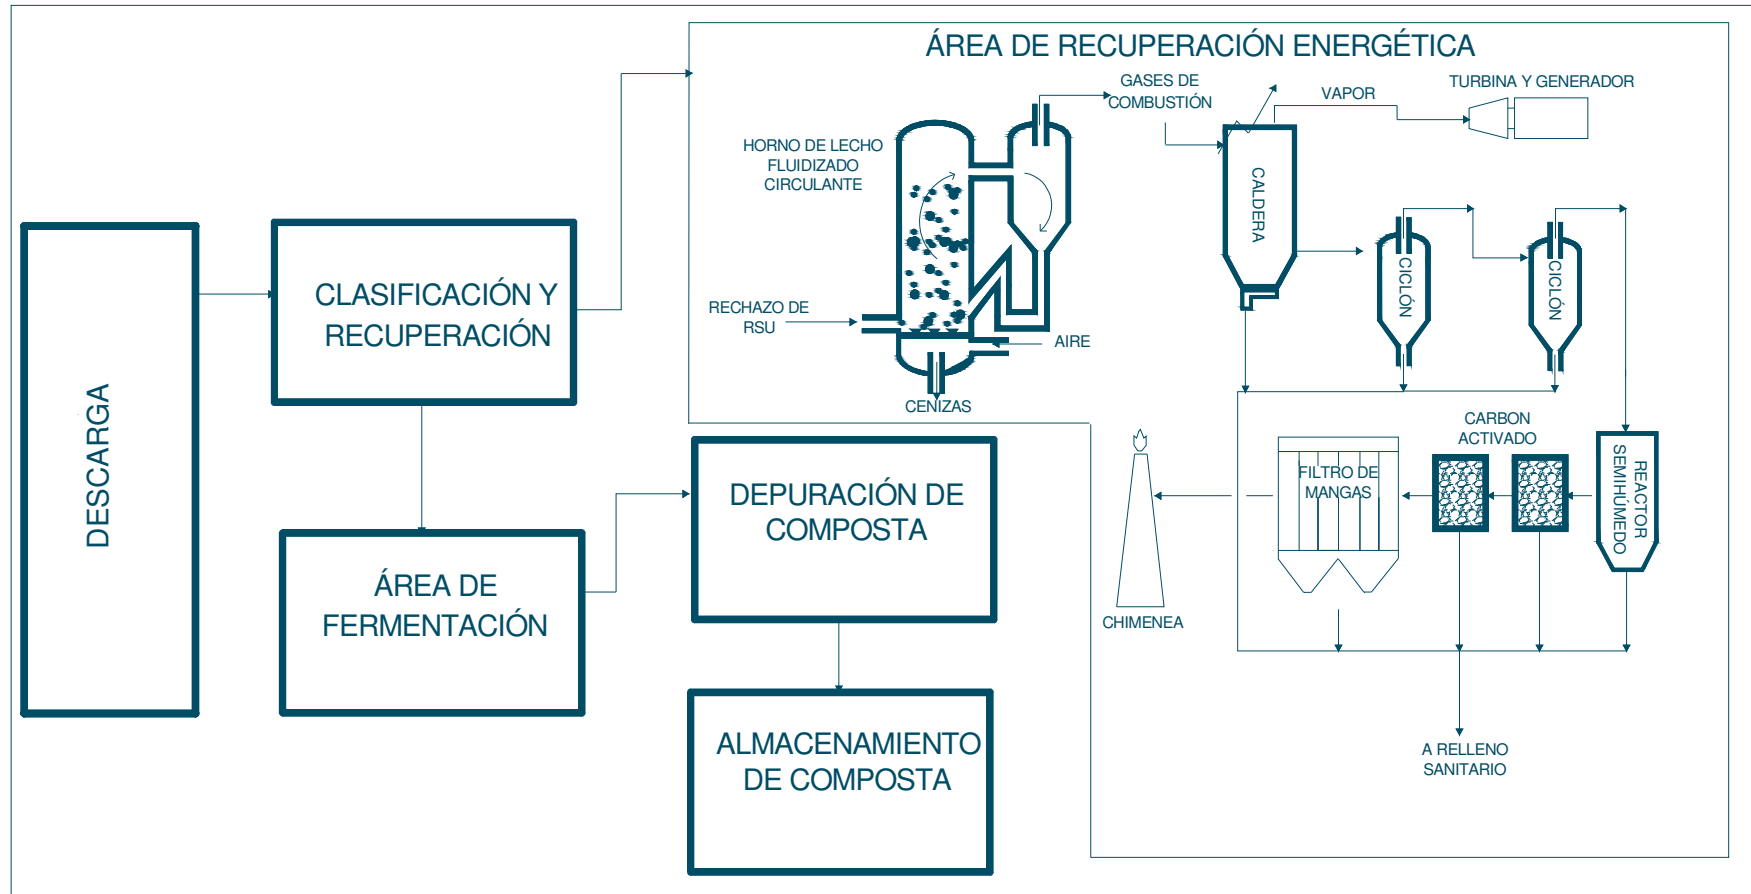 ÁREA DE RECUPERACIÓN ENERGÉTICA
GASES DE
COMBUSTIÓN
VAPOR
TURBINA Y GENERADOR
HORNO DE LECHO
FLUIDIZADO
CIRCULANTE
CALDERA
CICLÓN
CICLÓN
RECHAZO DE
RSU
AIRE
CENIZAS
CLASIFICACIÓN Y
RECUPERACIÓN
DESCARGA
CARBON
ACTIVADO
REACTOR
SEMIHÚMEDO
FILTRO DE
MANGAS
CHIMENEA
DEPURACIÓN DE
COMPOSTA
ÁREA DE
FERMENTACIÓN
ALMACENAMIENTO
DE COMPOSTA
A RELLENO
SANITARIO